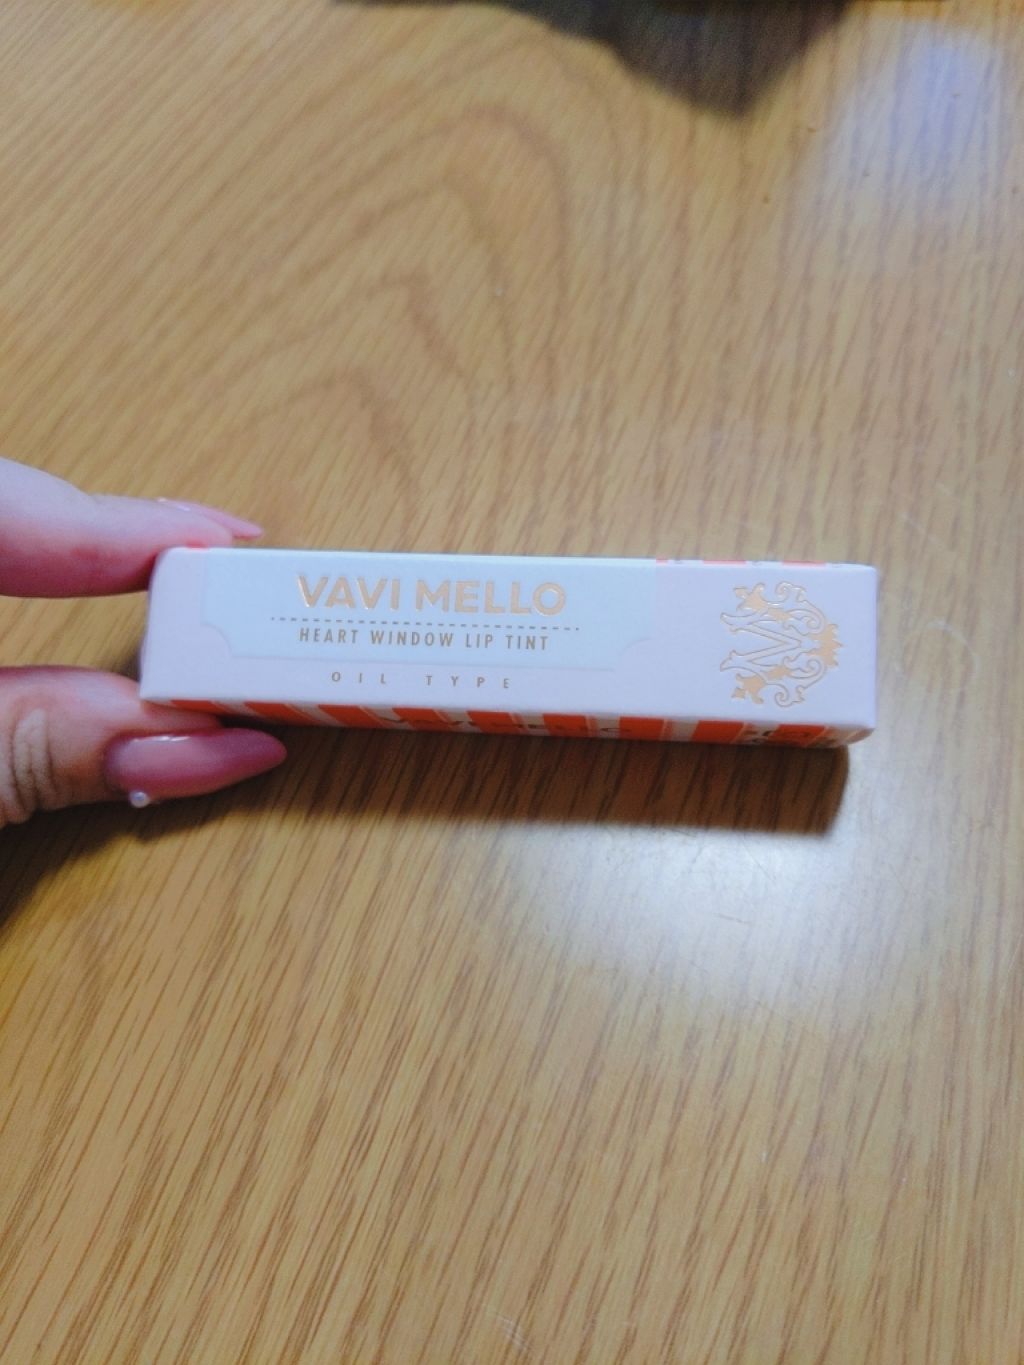 VAVI MELLO
HEART WINDOW LIP TINT
OIL TYPE